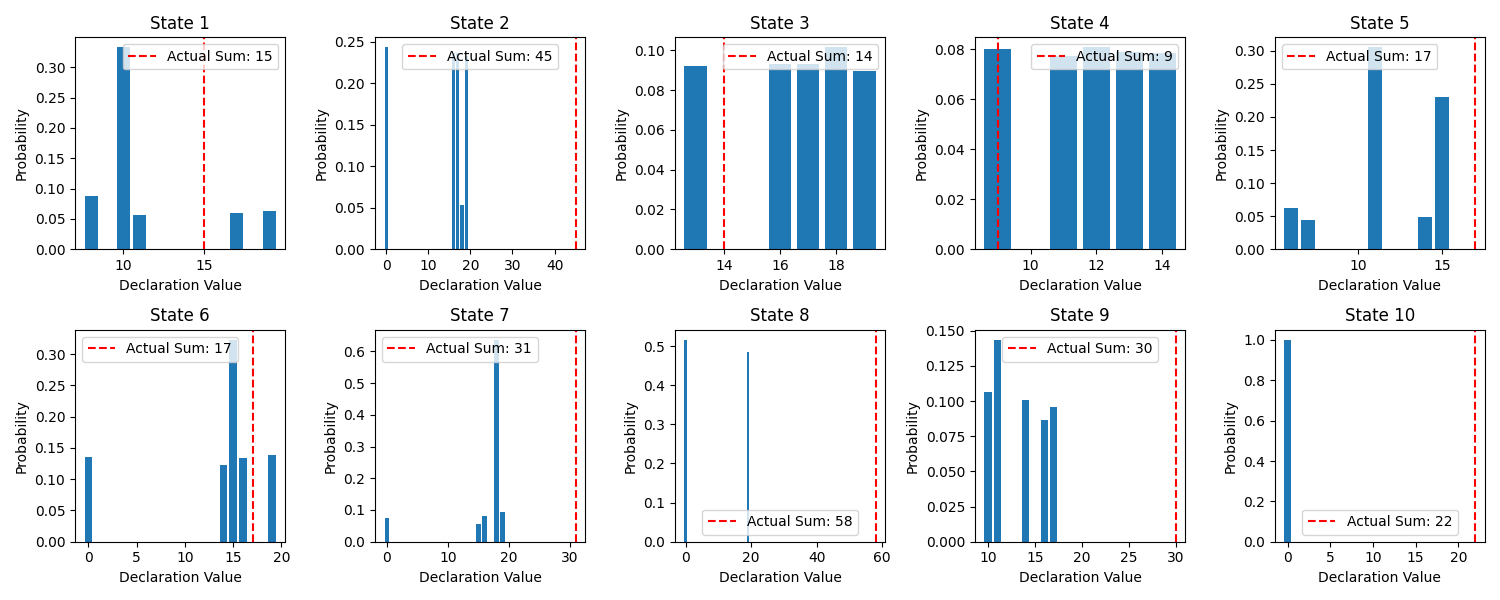 State 1
State 2
State 3
State 4
State 5
Probability
0.30
0.25
0.20
0.15
0.10
0.05
0.00
Actual Sum: 15
10
15
Declaration Value
Probability
0.25
0.20
0.15
0.10
0.05
0.00
Actual Sum: 45
0
10
20
30
40
Declaration Value
Probability
0.10
0.08
0.06
0.04
0.02
0.00
Actual Sum: 14
14
16
18
Declaration Value
Probability
0.08
0.06
0.04
0.02
0.00
Actual Sum: 9
10
12
14
Declaration Value
Probability
0.30
0.25
0.20
0.15
0.10
0.05
0.00
Actual Sum: 17
10
15
Declaration Value
State 6
State 7
State 8
State 9
State 10
Probability
0.30
0.25
0.20
0.15
0.10
0.05
0.00
Actual Sum: 17
0
5
10
15
20
Declaration Value
Probability
0.6
0.5
0.4
0.3
0.2
0.1
0.0
Actual Sum: 31
0
10
20
30
Declaration Value
Probability
0.5
0.4
0.3
0.2
0.1
0.0
Actual Sum: 58
0
20
40
60
Declaration Value
Probability
0.150
0.125
0.100
0.075
0.050
0.025
0.000
Actual Sum: 30
10
15
20
25
30
Declaration Value
Probability
1.0
0.8
0.6
0.4
0.2
0.0
Actual Sum: 22
0
5
10
15
20
Declaration Value